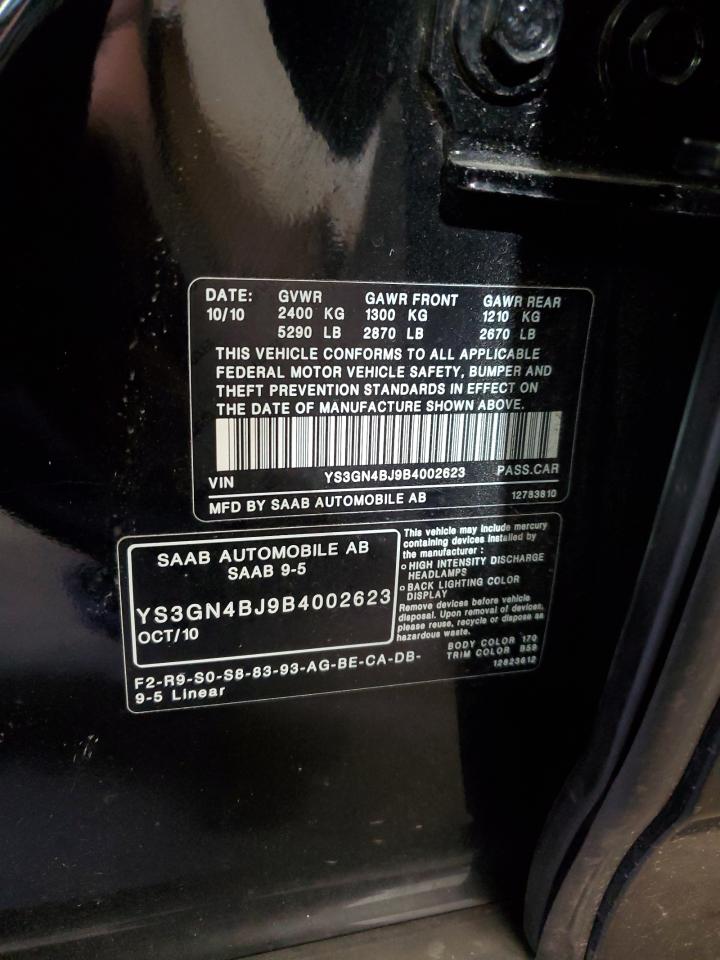 DATE: GVWR GAWR FRONT GAWR REAR
10/10 2400 KG 1300 KG 1210 KG
5290 LB 2870 LB 2670 LB
THIS VEHICLE CONFORMS TO ALL APPLICABLE
FEDERAL MOTOR VEHICLE SAFETY, BUMPER AND
THEFT PREVENTION STANDARDS IN EFFECT ON
THE DATE OF MANUFACTURE SHOWN ABOVE.
VIN YS3GN4BJ9B4002623 PASS.CAR
MFD BY SAAB AUTOMOBILE AB 12783810
SAAB AUTOMOBILE AB
SAAB 9-5
YS3GN4BJ9B4002623
OCT/10
F2-R9-S0-S8-83-93-AG-BE-CA-DB-
9-5 Linear
This vehicle may include mercury
containing devices installed by
the manufacturer :
o HIGH INTENSITY DISCHARGE
HEADLAMPS
o BACK LIGHTING COLOR
DISPLAY
Remove devices before vehicle
disposal. Upon removal of devices,
please reuse, recycle or dispose as
hazardous waste.
BODY COLOR 170
TRIM COLOR B59
12823612